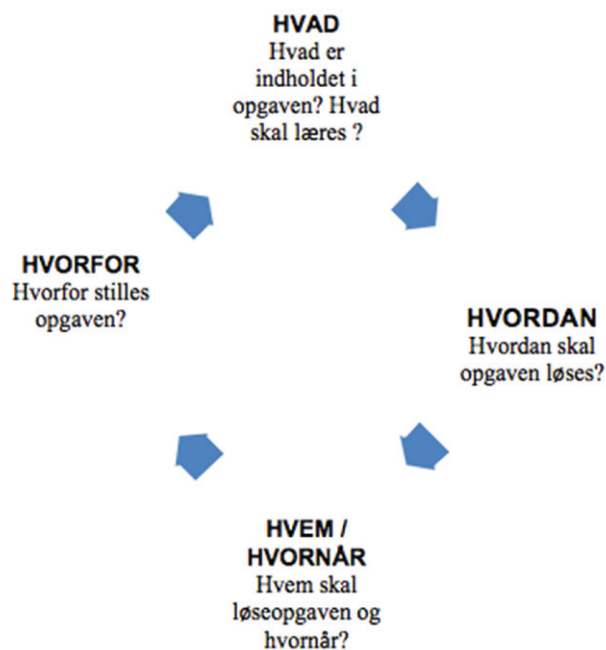 HVAD
Hvad er
indholdet i
opgaven? Hvad
skal læres ?
HVORFOR
Hvorfor stilles
opgaven?
HVORDAN
Hvordan skal
opgaven løses?
HVEM /
HVORNÅR
Hvem skal
løseopgaven og
hvornår?